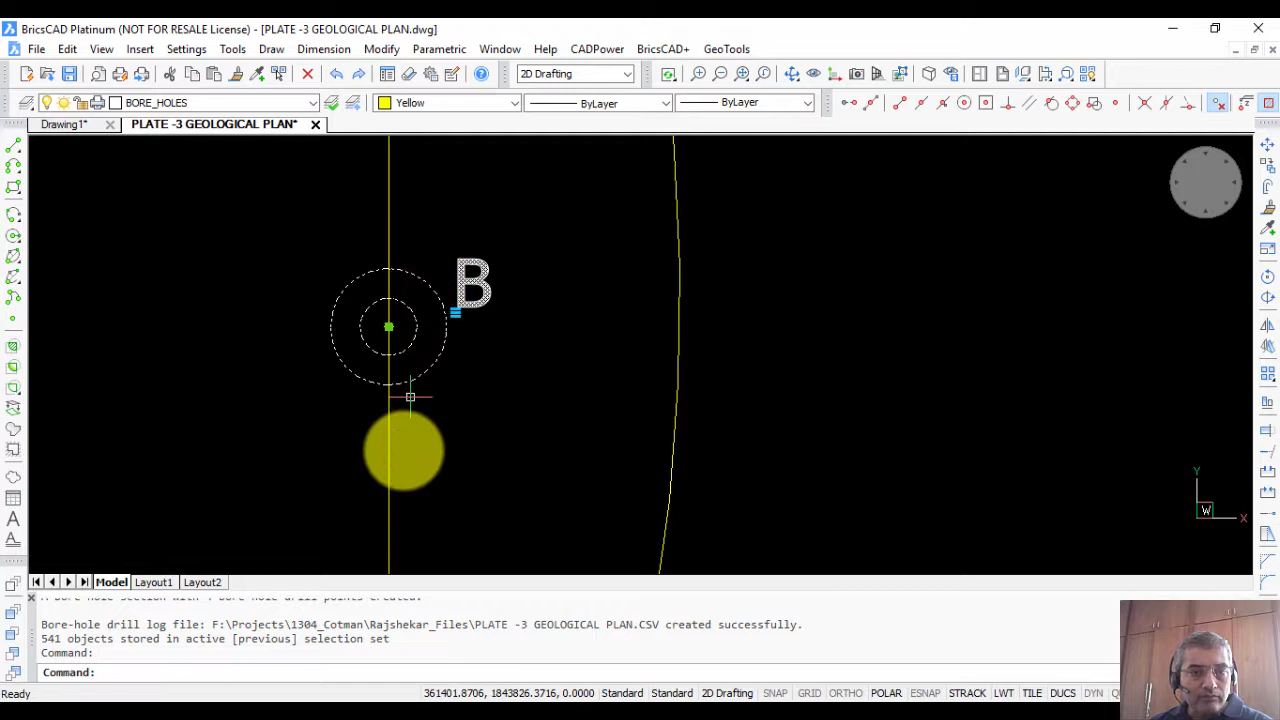 BricsCAD Platinum (NOT FOR RESALE License) - [PLATE -3 GEOLOGICAL PLAN.dwg]
File Edit View Insert Settings Tools Draw Dimension Modify Parametric Window Help CADPower BricsCAD+ GeoTools
2D Drafting
BORE_HOLES Yellow ByLayer ByLayer
Drawing1* PLATE -3 GEOLOGICAL PLAN*
B
Y
W X
Model Layout1 Layout2
Bore-hole drill log file: F:\Projects\1304_Cotman\Rajshekar_Files\PLATE -3 GEOLOGICAL PLAN.CSV created successfully.
541 objects stored in active [previous] selection set
Command:
Command:
Ready 361401.8706, 1843826.3716, 0.0000 Standard Standard 2D Drafting SNAP GRID ORTHO POLAR ESNAP STRACK LWT TILE DUCS DYN